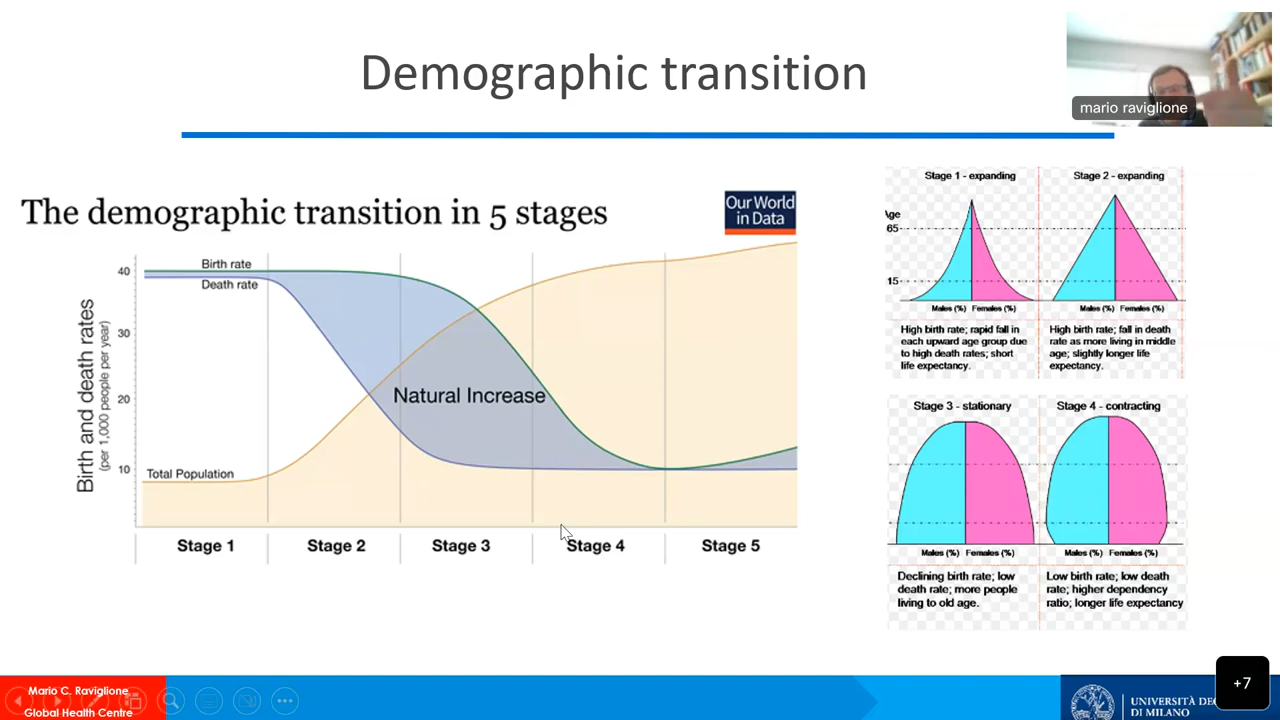 Demographic transition
mario raviglione
The demographic transition in 5 stages
Our World
in Data
Birth and death rates
(per 1,000 people per year)
40
30
20
10
Birth rate
Death rate
Natural Increase
Total Population
Stage 1
Stage 2
Stage 3
Stage 4
Stage 5
Stage 1 - expanding
Stage 2 - expanding
Age
65
15
Males (%) Females (%)
Males (%) Females (%)
High birth rate; rapid fall in
each upward age group due
to high death rates; short
life expectancy.
High birth rate; fall in death
rate as more living in middle
age; slightly longer life
expectancy.
Stage 3 - stationary
Stage 4 - contracting
Males (%) Females (%)
Males (%) Females (%)
Declining birth rate; low
death rate; more people
living to old age.
Low birth rate; low death
rate; higher dependency
ratio; longer life expectancy
Mario C. Raviglione
Global Health Centre
UNIVERSITÀ DE
DI MILANO
+7